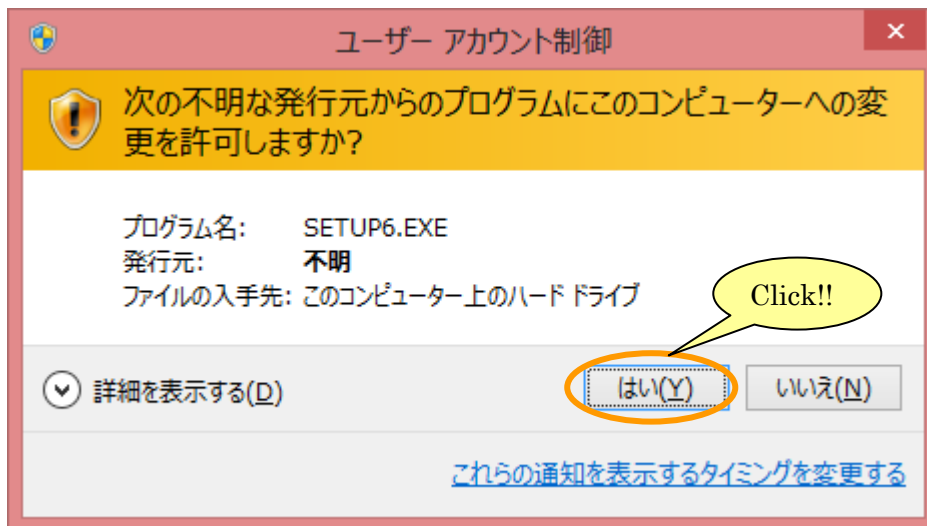 ユーザー アカウント制御
次の不明な発行元からのプログラムにこのコンピューターへの変
更を許可しますか?
プログラム名: SETUP6.EXE
発行元: 不明
ファイルの入手先: このコンピューター上のハード ドライブ
Click!!
詳細を表示する(D) はい(Y) いいえ(N)
これらの通知を表示するタイミングを変更する